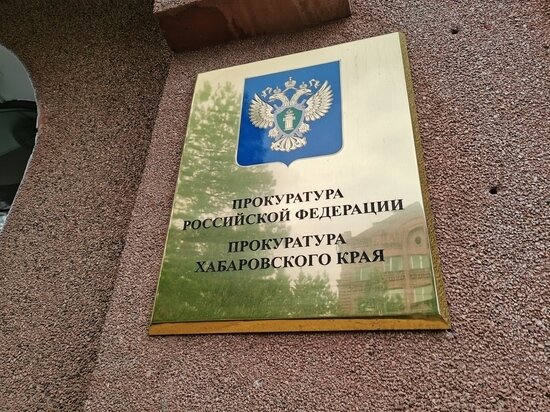 ПРОКУРАТУРА
РОССИЙСКОЙ ФЕДЕРАЦИИ
ПРОКУРАТУРА
ХАБАРОВСКОГО КРАЯ